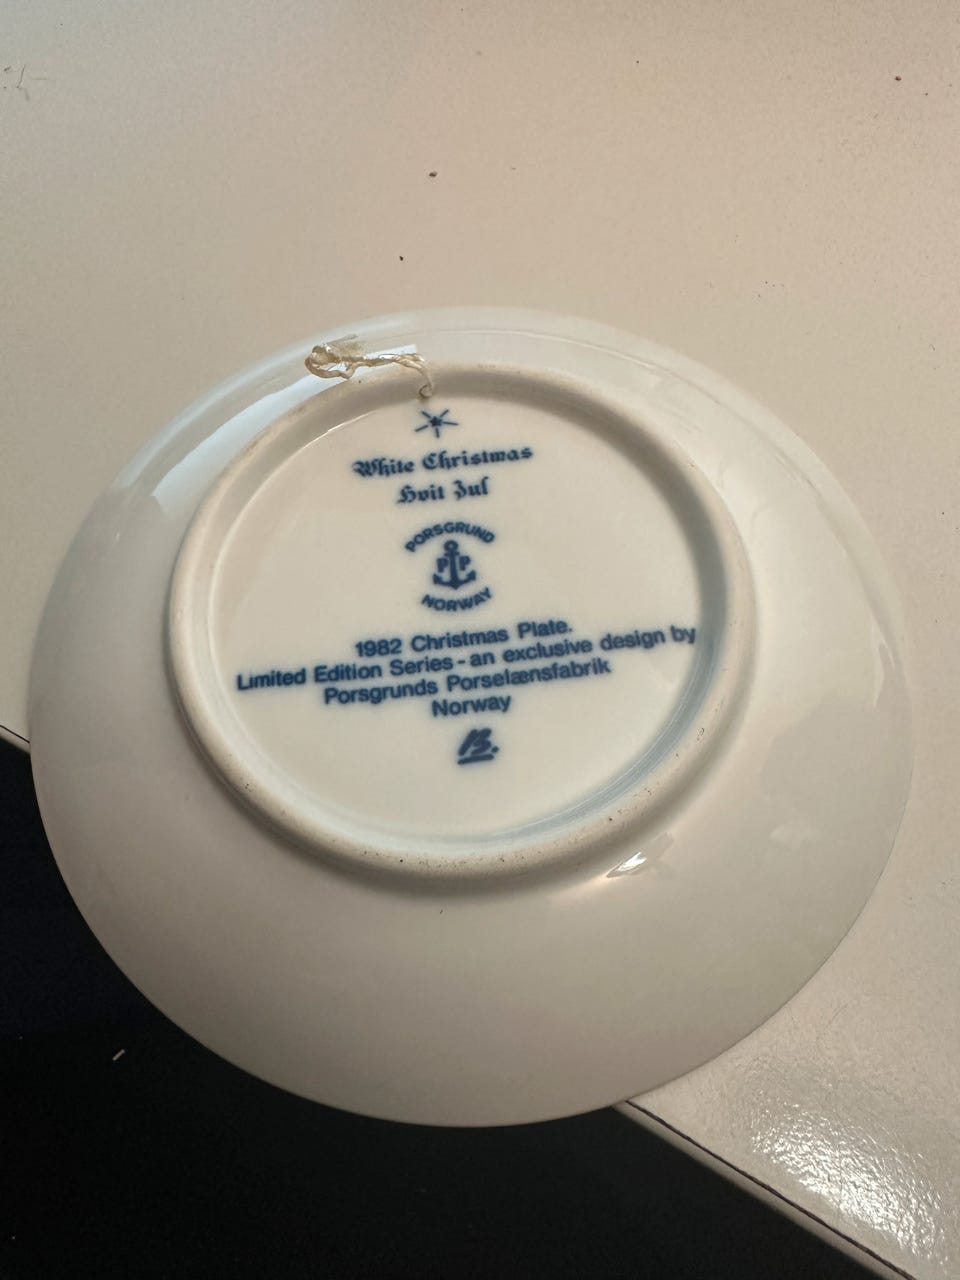 White Christmas
Hvit Jul
PORSGRUND
P P
NORWAY
1982 Christmas Plate.
Limited Edition Series - an exclusive design by
Porsgrunds Porselænsfabrik
Norway
B.